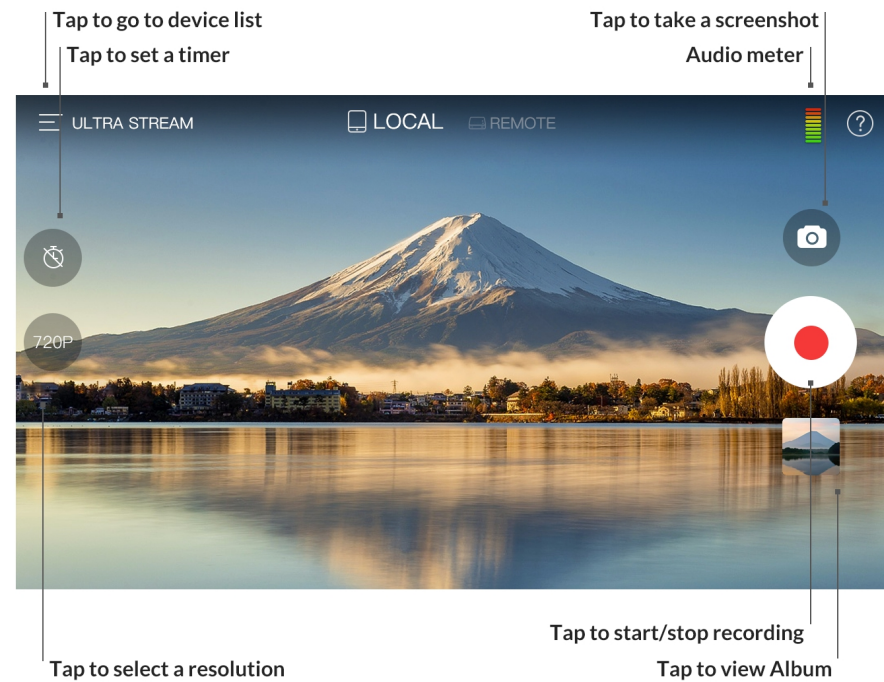 Tap to go to device list
Tap to take a screenshot
Tap to set a timer
Audio meter
ULTRA STREAM
LOCAL
REMOTE
?
720P
Tap to start/stop recording
Tap to select a resolution
Tap to view Album